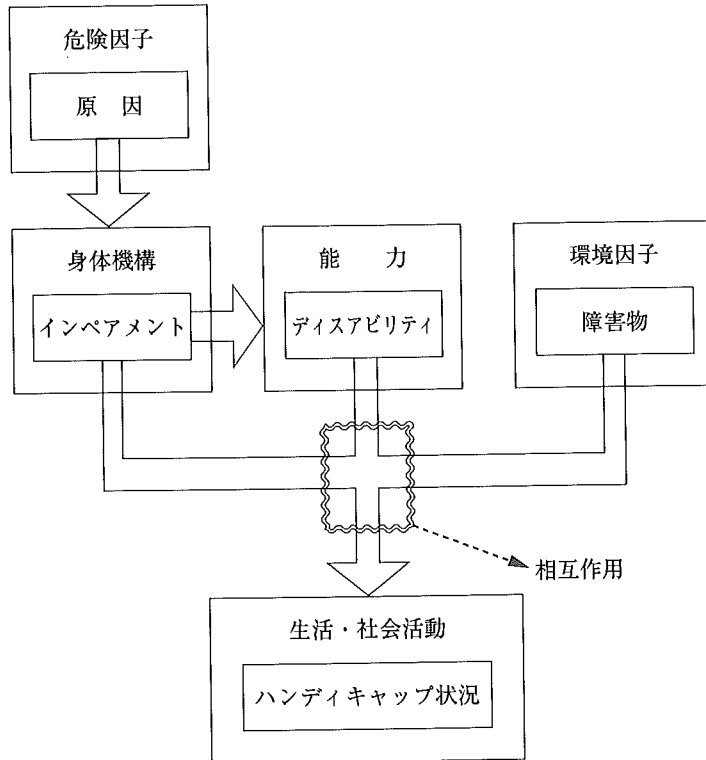 危険因子
原　因
身体機構
インペアメント
能　　力
ディスアビリティ
環境因子
障害物
相互作用
生活・社会活動
ハンディキャップ状況